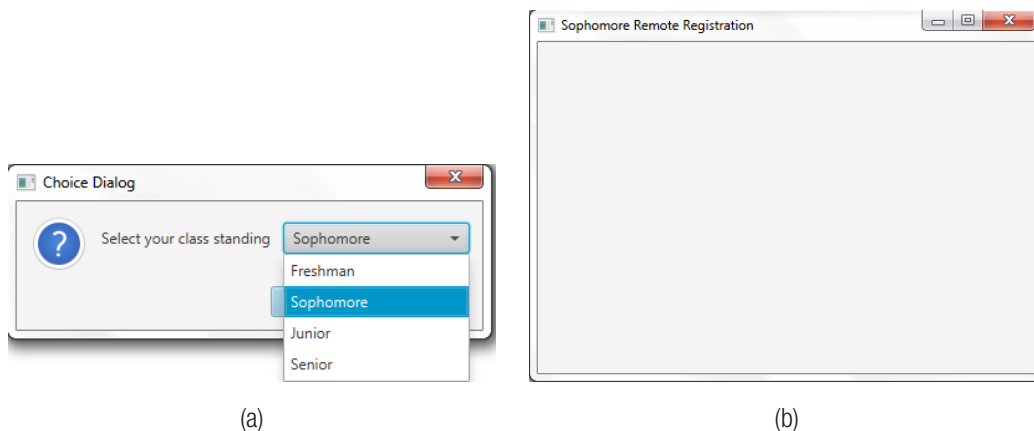 Choice Dialog
Select your class standing
Sophomore
Freshman
Sophomore
Junior
Senior
(a)
Sophomore Remote Registration
(b)